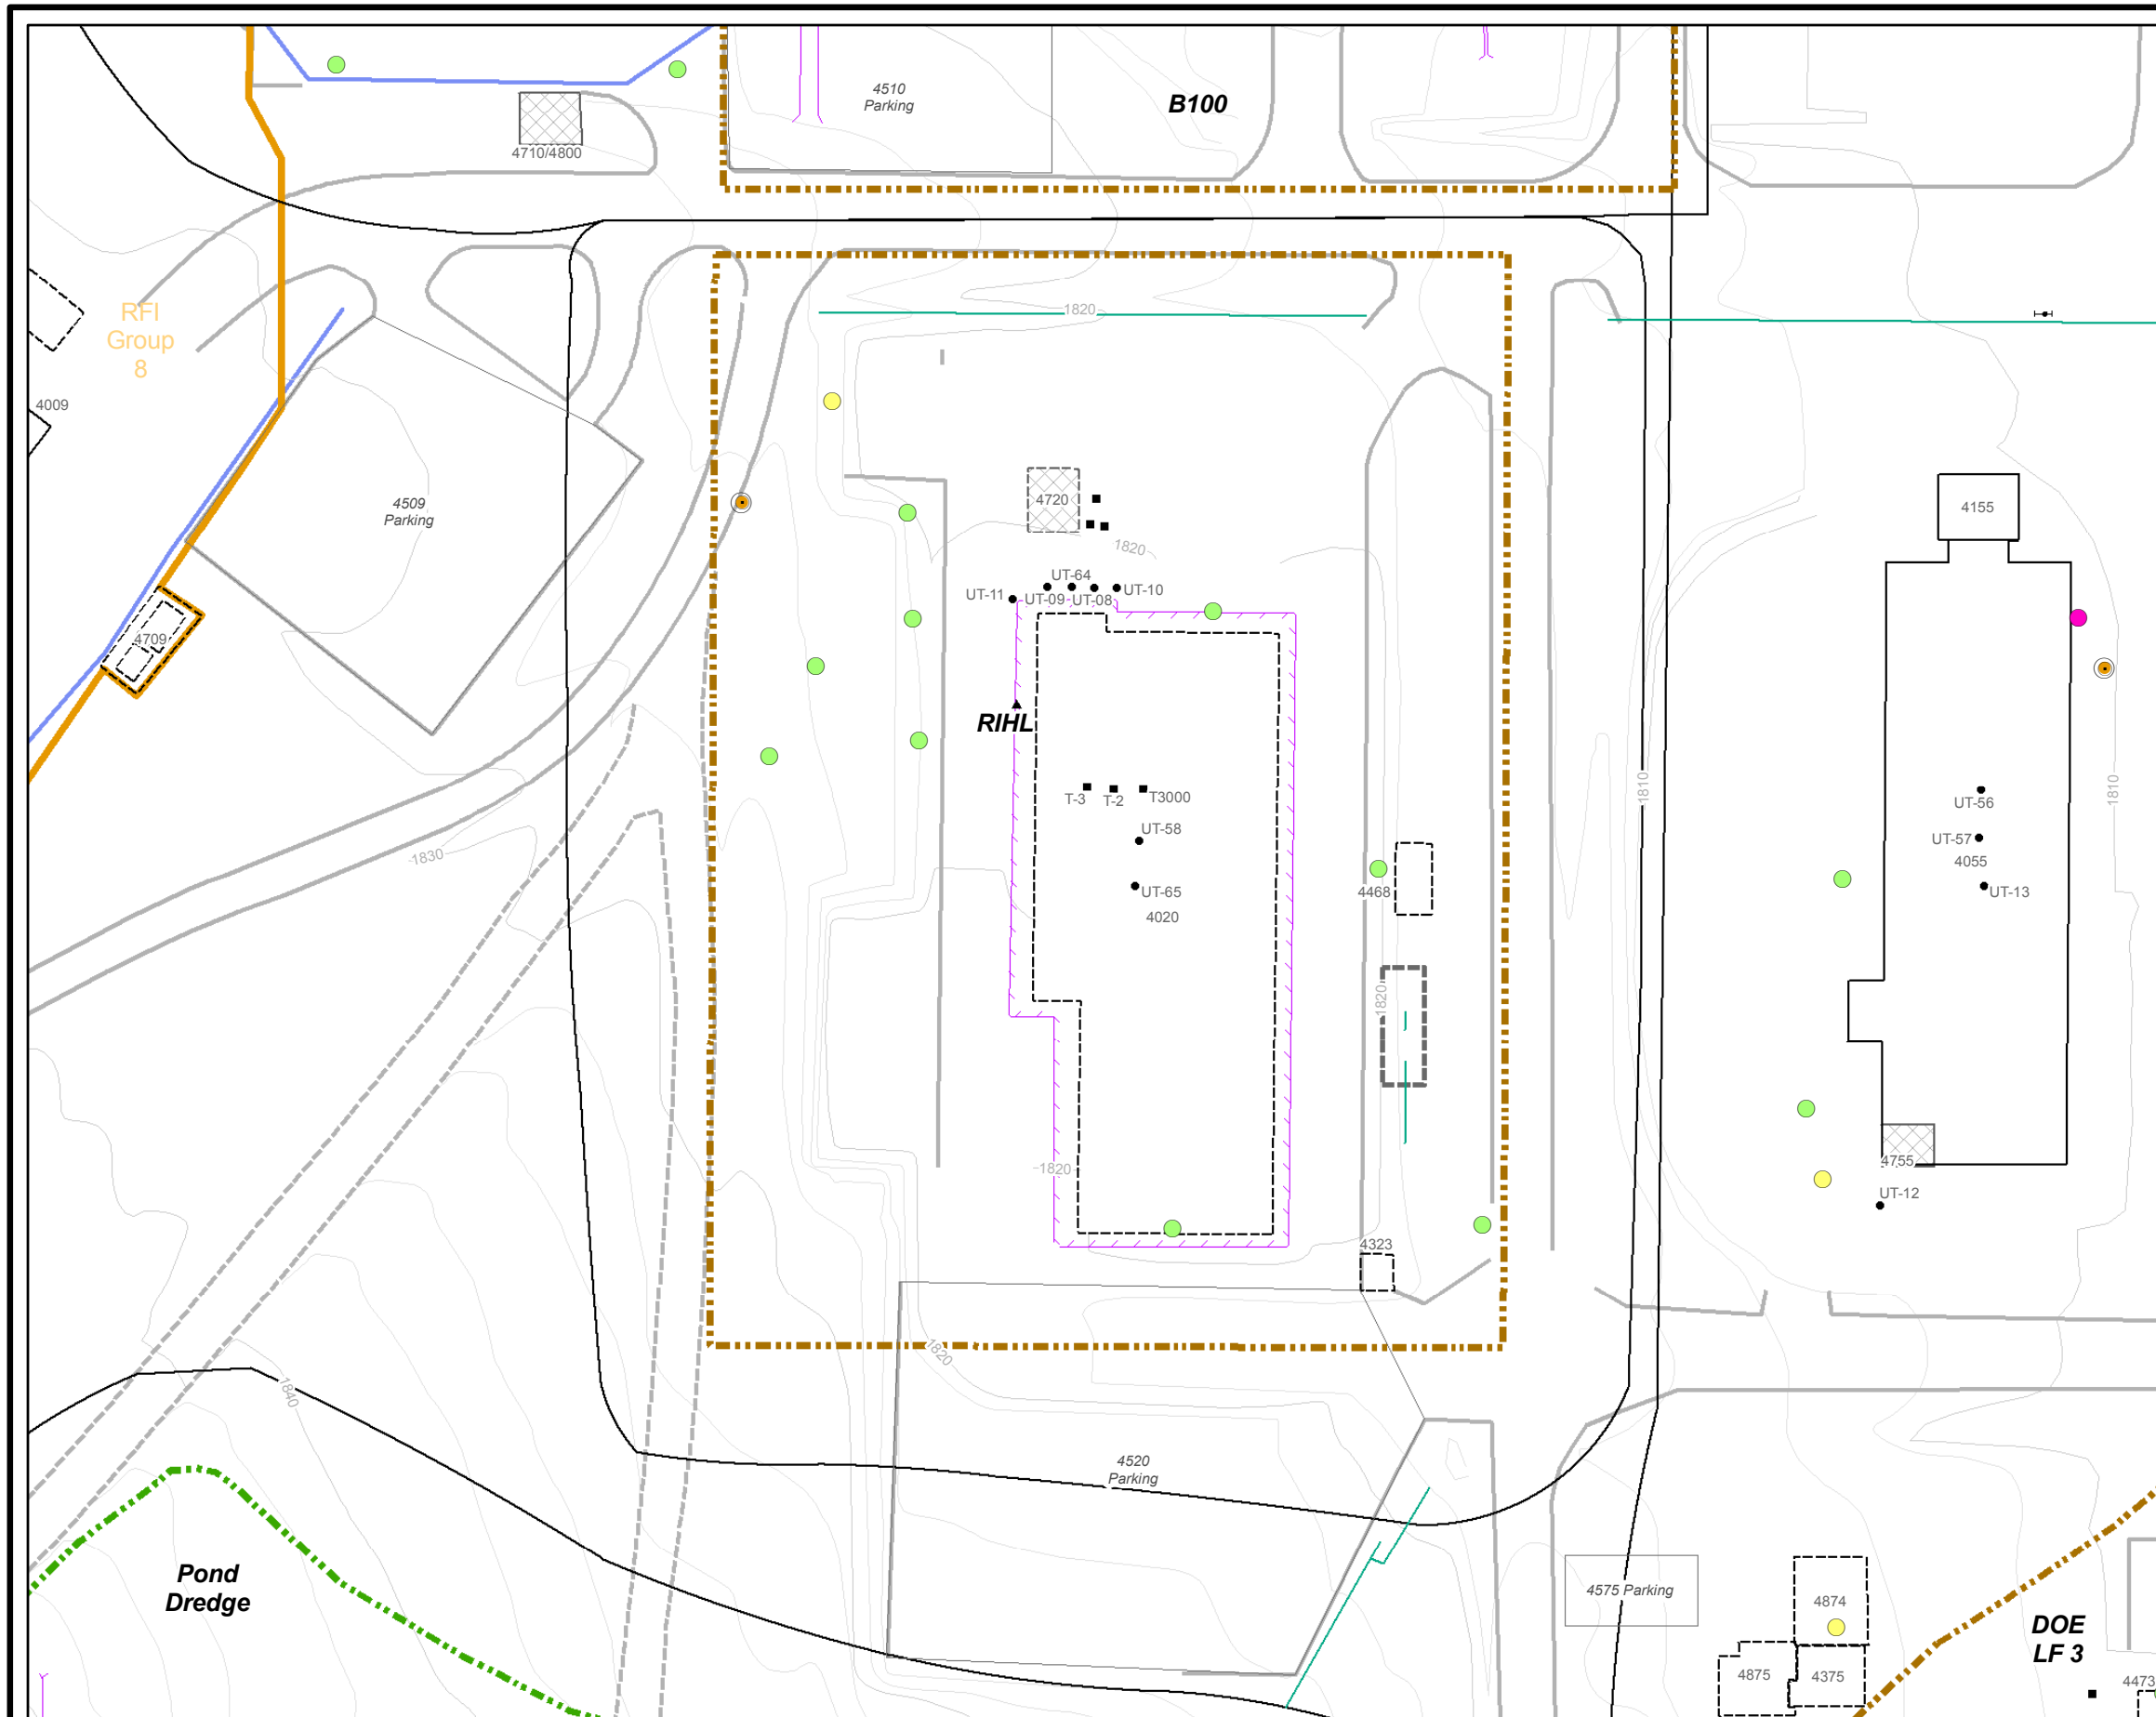 4510
Parking
B100
4710/4800
RFI
Group
8
1820
4009
4509
Parking
4720
4155
1820
UT-64
UT-11
UT-09
UT-08
UT-10
4709
RIHL
1810
1810
T-3
T-2
T3000
UT-56
UT-58
UT-57
1830
4055
4468
UT-65
UT-13
4020
1820
1820
4755
UT-12
4323
1820
1840
4520
Parking
Pond
Dredge
4575 Parking
4874
DOE
LF 3
4875
4375
4473